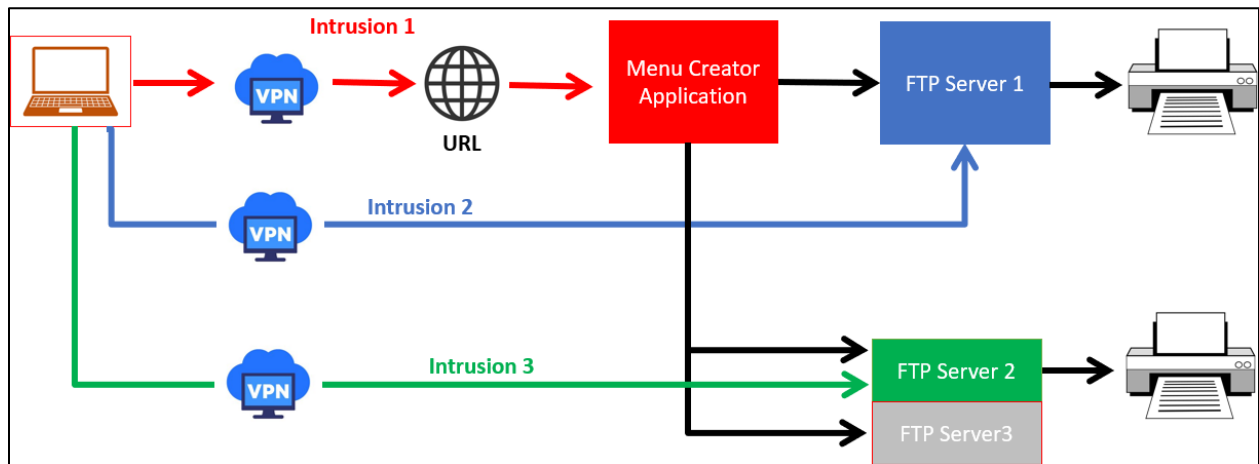 Intrusion 1
VPN
URL
Menu Creator
Application
FTP Server 1
VPN
Intrusion 2
VPN
Intrusion 3
FTP Server 2
FTP Server3